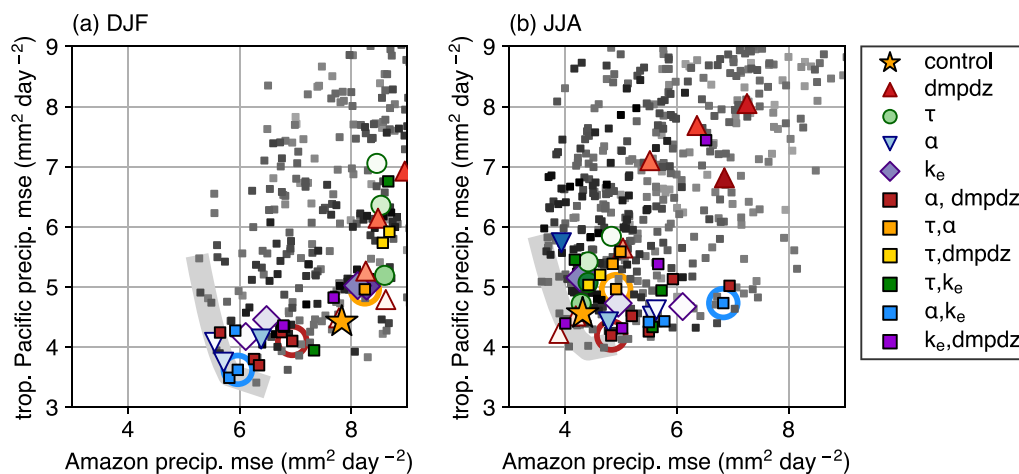 (a) DJF
(b) JJA
trop. Pacific precip. mse (mm² day⁻²)
9
8
7
6
5
4
3
4
6
8
Amazon precip. mse (mm² day⁻²)
trop. Pacific precip. mse (mm² day⁻²)
9
8
7
6
5
4
3
4
6
8
Amazon precip. mse (mm² day⁻²)
control
dmpdz
τ
α
kₑ
α, dmpdz
τ,α
τ,dmpdz
τ,kₑ
α,kₑ
kₑ,dmpdz